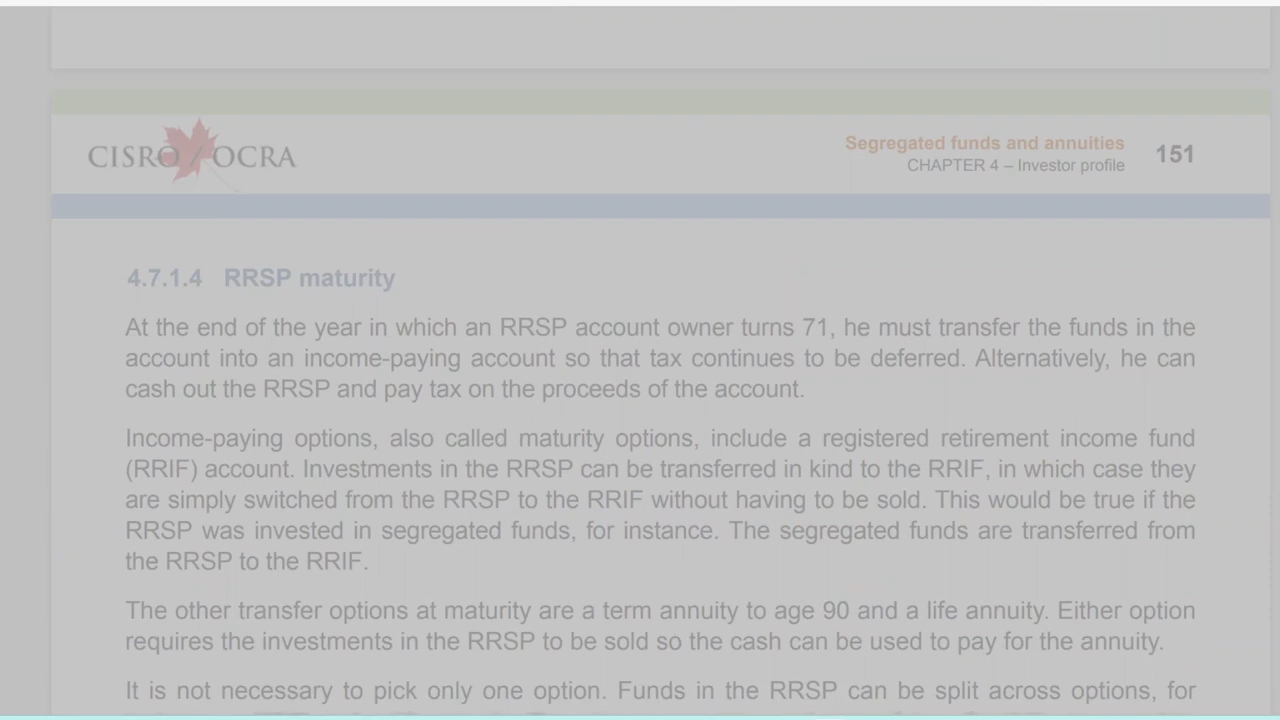 CISRO / OCRA
Segregated funds and annuities
CHAPTER 4 – Investor profile
151
4.7.1.4 RRSP maturity
At the end of the year in which an RRSP account owner turns 71, he must transfer the funds in the
account into an income-paying account so that tax continues to be deferred. Alternatively, he can
cash out the RRSP and pay tax on the proceeds of the account.
Income-paying options, also called maturity options, include a registered retirement income fund
(RRIF) account. Investments in the RRSP can be transferred in kind to the RRIF, in which case they
are simply switched from the RRSP to the RRIF without having to be sold. This would be true if the
RRSP was invested in segregated funds, for instance. The segregated funds are transferred from
the RRSP to the RRIF.
The other transfer options at maturity are a term annuity to age 90 and a life annuity. Either option
requires the investments in the RRSP to be sold so the cash can be used to pay for the annuity.
It is not necessary to pick only one option. Funds in the RRSP can be split across options, for